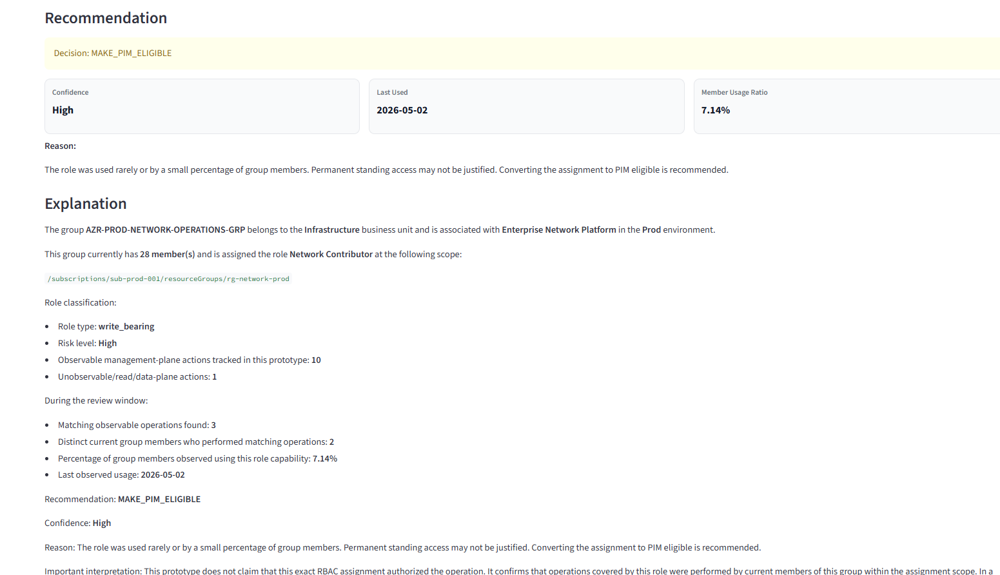 Recommendation
Decision: MAKE_PIM_ELIGIBLE
Confidence
High
Last Used
2026-05-02
Member Usage Ratio
7.14%
Reason:
The role was used rarely or by a small percentage of group members. Permanent standing access may not be justified. Converting the assignment to PIM eligible is recommended.
Explanation
The group AZR-PROD-NETWORK-OPERATIONS-GRP belongs to the Infrastructure business unit and is associated with Enterprise Network Platform in the Prod environment.
This group currently has 28 member(s) and is assigned the role Network Contributor at the following scope:
/subscriptions/sub-prod-001/resourceGroups/rg-network-prod
Role classification:
• Role type: write_bearing
• Risk level: High
• Observable management-plane actions tracked in this prototype: 10
• Unobservable/read/data-plane actions: 1
During the review window:
• Matching observable operations found: 3
• Distinct current group members who performed matching operations: 2
• Percentage of group members observed using this role capability: 7.14%
• Last observed usage: 2026-05-02
Recommendation: MAKE_PIM_ELIGIBLE
Confidence: High
Reason: The role was used rarely or by a small percentage of group members. Permanent standing access may not be justified. Converting the assignment to PIM eligible is recommended.
Important interpretation: This prototype does not claim that this exact RBAC assignment authorized the operation. It confirms that operations covered by this role were performed by current members of this group within the assignment scope. In a